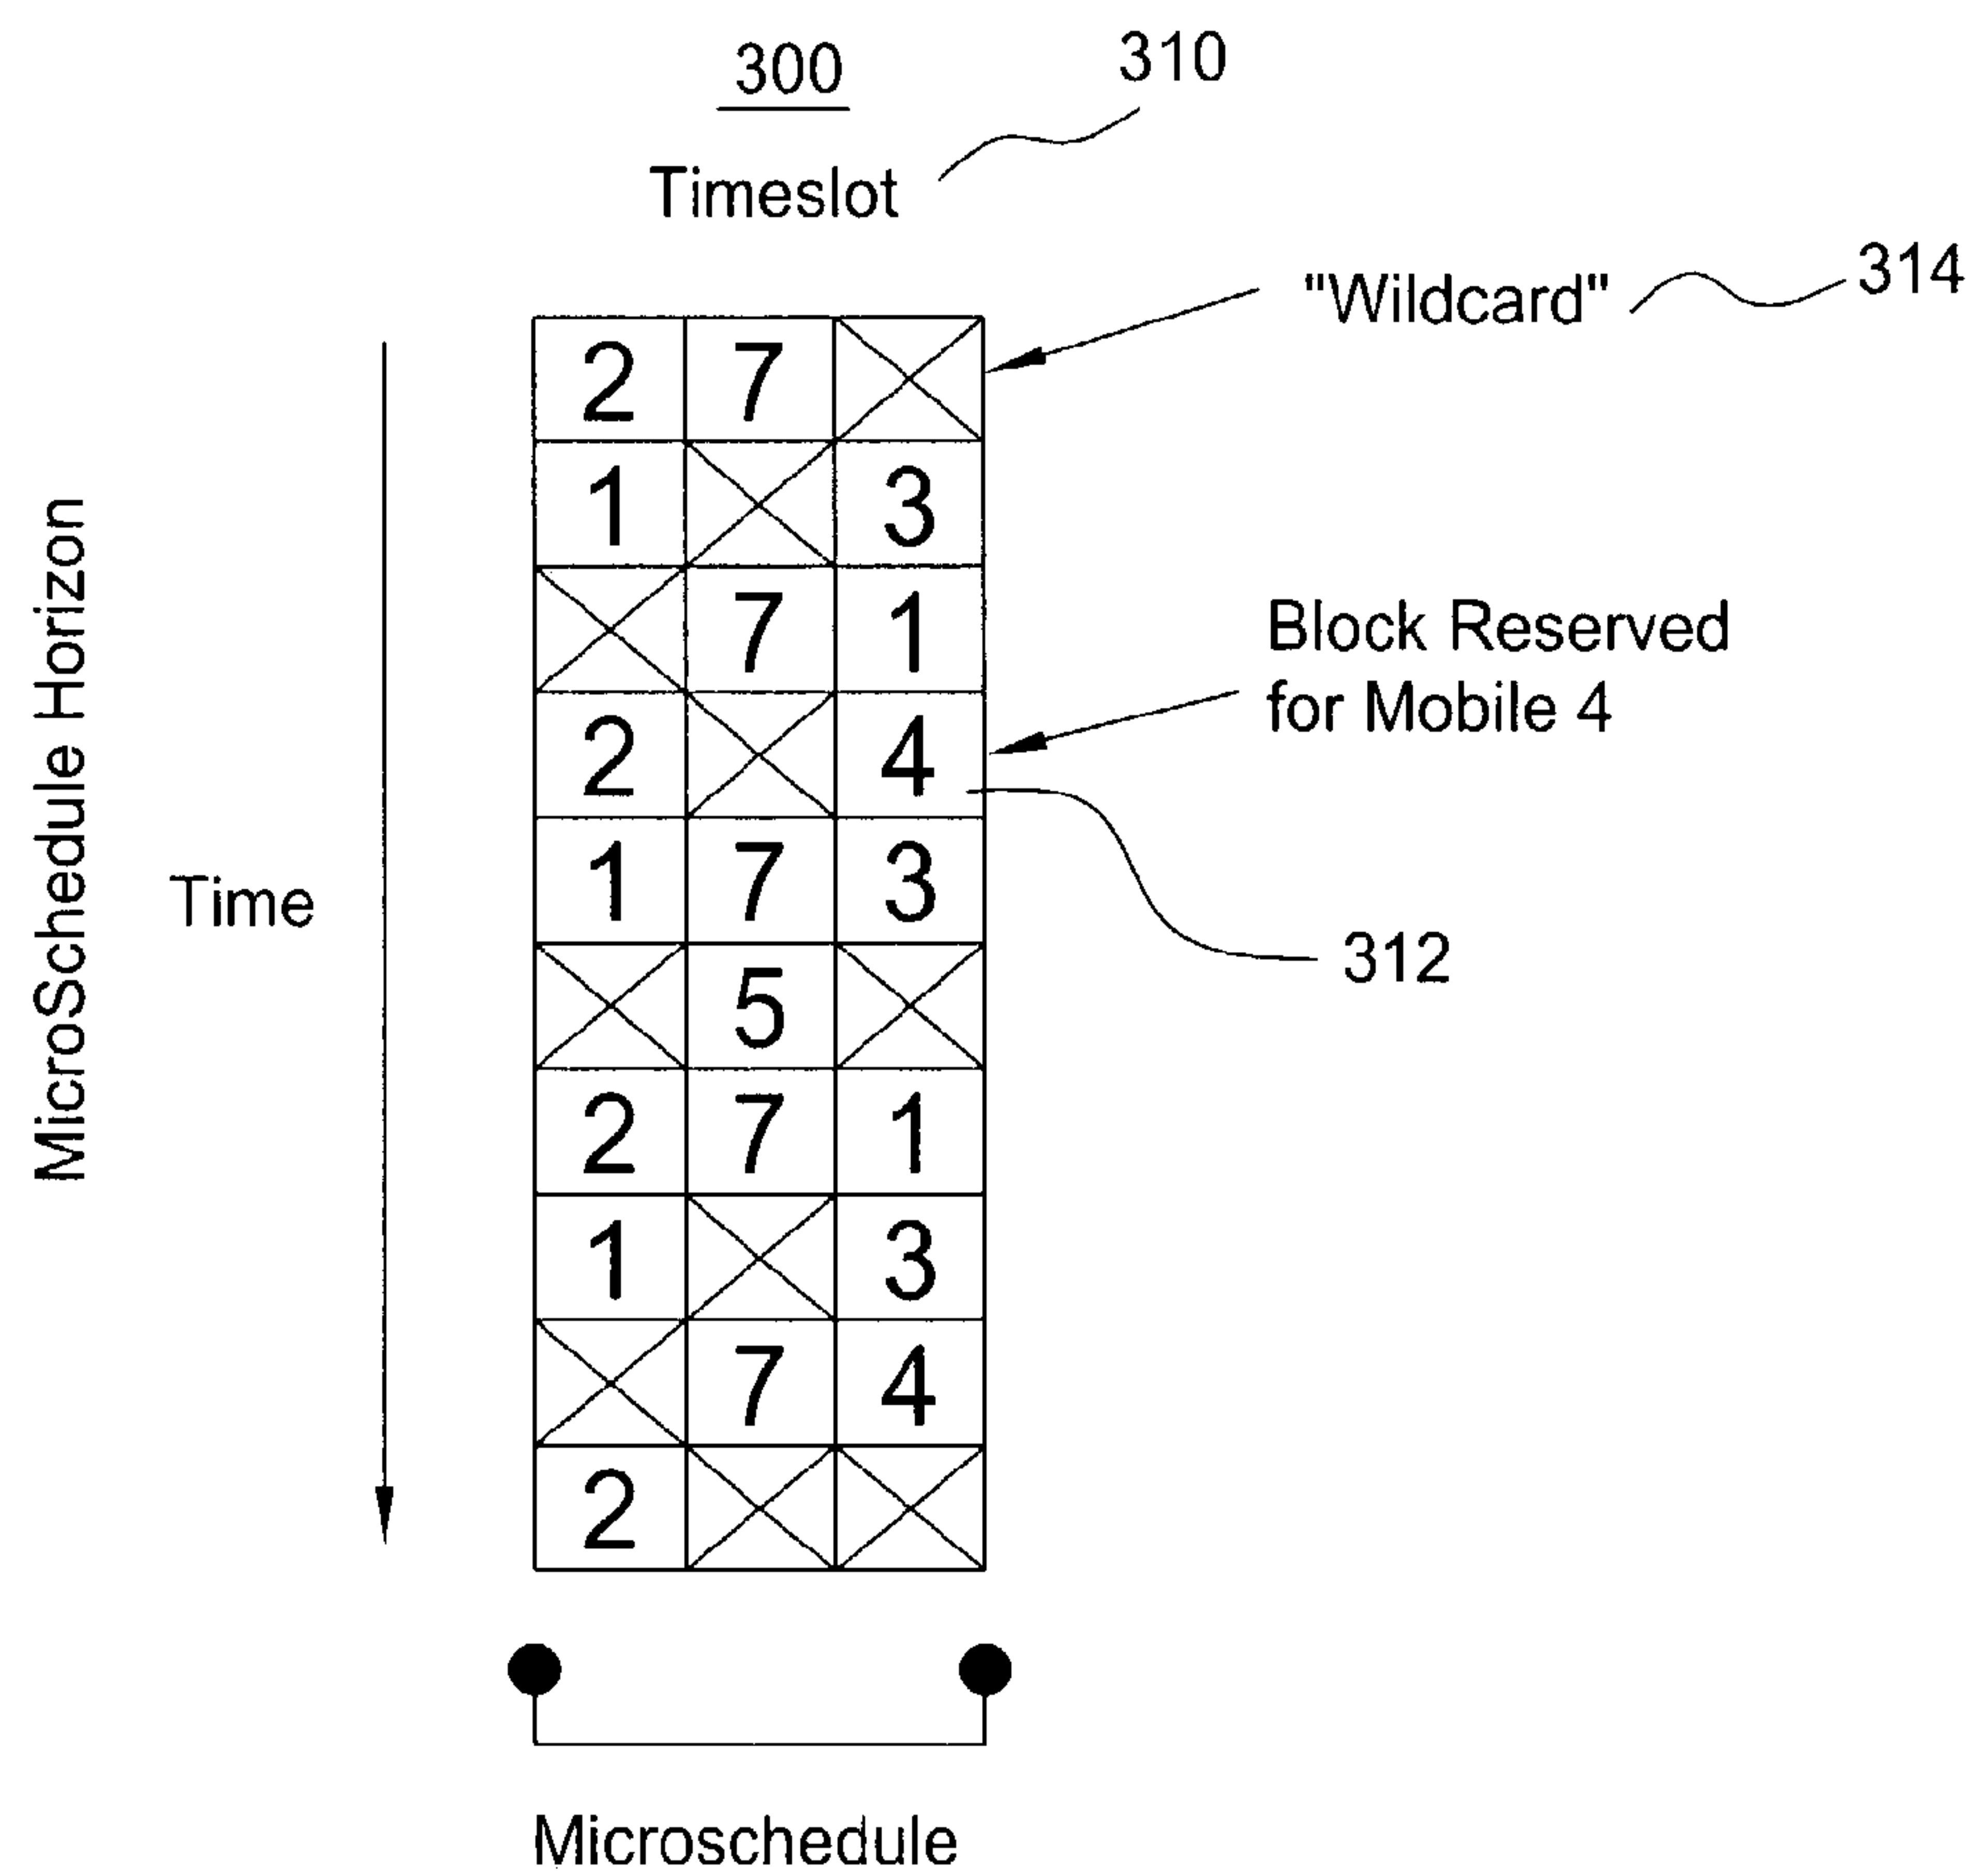 300
310
Timeslot
"Wildcard"
314
2 7
1 3
7 1
Block Reserved
for Mobile 4
2 4
312
1 7 3
5
2 7 1
1 3
7 4
2
MicroSchedule Horizon
Time
Microschedule